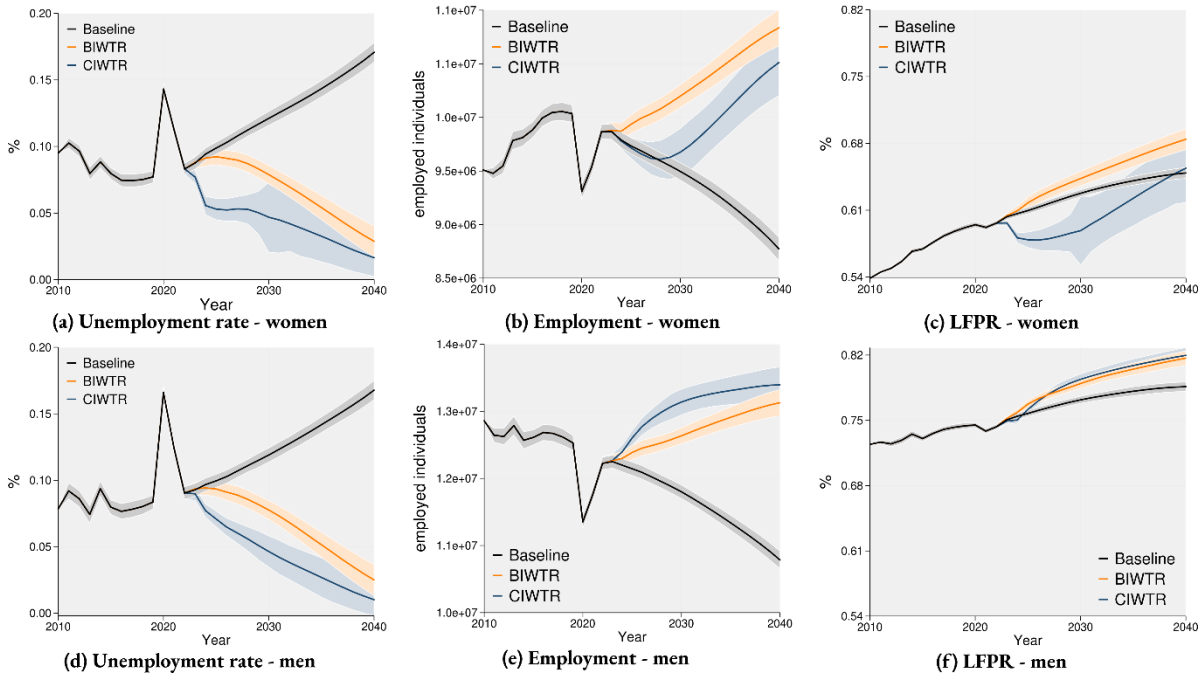 0.20
0.15
0.10
0.05
0.00
%
Baseline
BIWTR
CIWTR
2010
2020
2030
2040
Year
(a) Unemployment rate - women
1.1e+07
1.1e+07
1.0e+07
9.5e+06
9.0e+06
8.5e+06
employed individuals
Baseline
BIWTR
CIWTR
2010
2020
2030
2040
Year
(b) Employment - women
0.82
0.75
0.68
0.61
0.54
%
Baseline
BIWTR
CIWTR
2010
2020
2030
2040
Year
(c) LFPR - women
0.20
0.15
0.10
0.05
0.00
%
Baseline
BIWTR
CIWTR
2010
2020
2030
2040
Year
(d) Unemployment rate - men
1.4e+07
1.3e+07
1.2e+07
1.1e+07
1.0e+07
employed individuals
Baseline
BIWTR
CIWTR
2010
2020
2030
2040
Year
(e) Employment - men
0.82
0.75
0.68
0.61
0.54
%
Baseline
BIWTR
CIWTR
2010
2020
2030
2040
Year
(f) LFPR - men